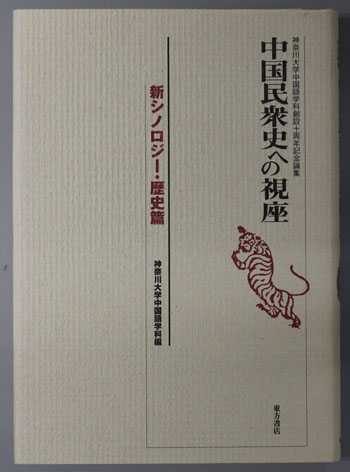 神奈川大学中国語学科創設十周年記念論集
中国民衆史への視座
新シノロジー・歴史篇
神奈川大学中国語学科編
東方書店